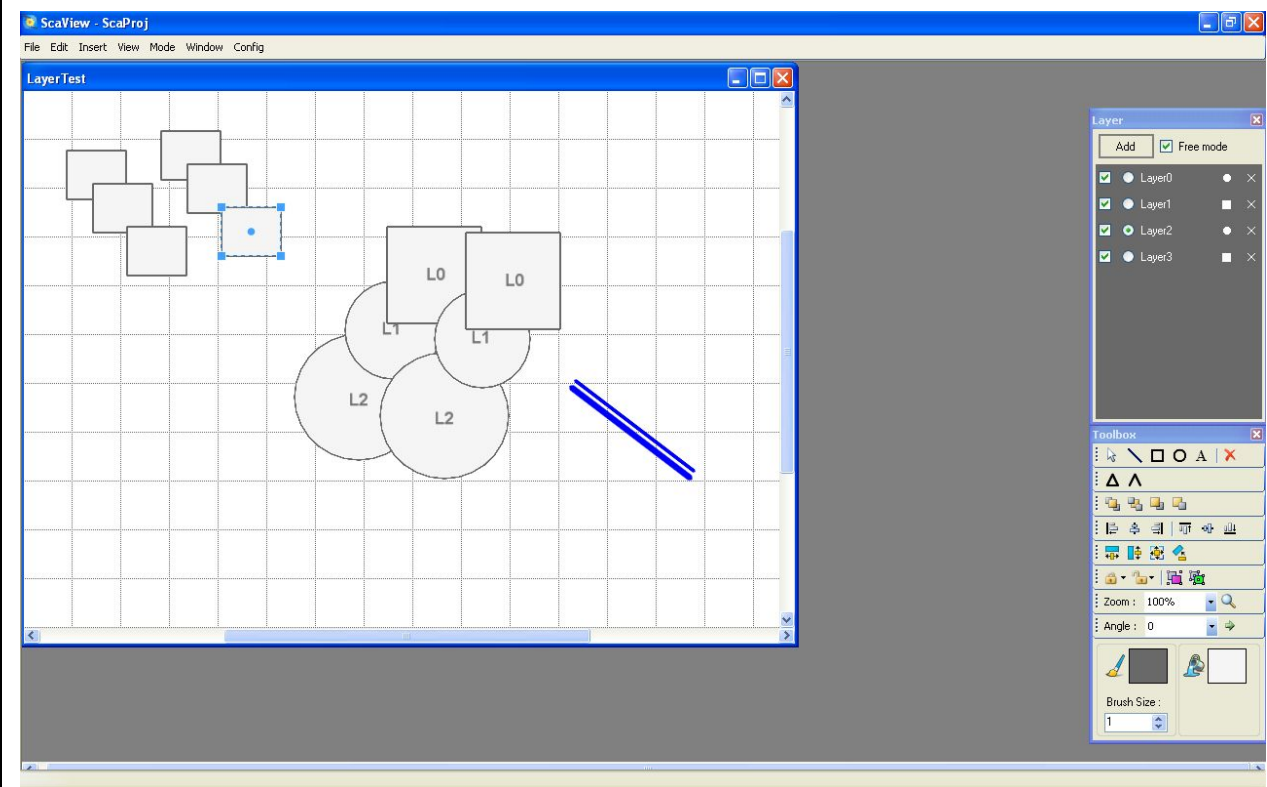 ScaView - ScaProj
File Edit Insert View Mode Window Config
LayerTest
L0
L0
L1
L1
L2
L2
Layer
Add Free mode
Layer0
Layer1
Layer2
Layer3
Toolbox
A
Zoom : 100%
Angle : 0
Brush Size :
1